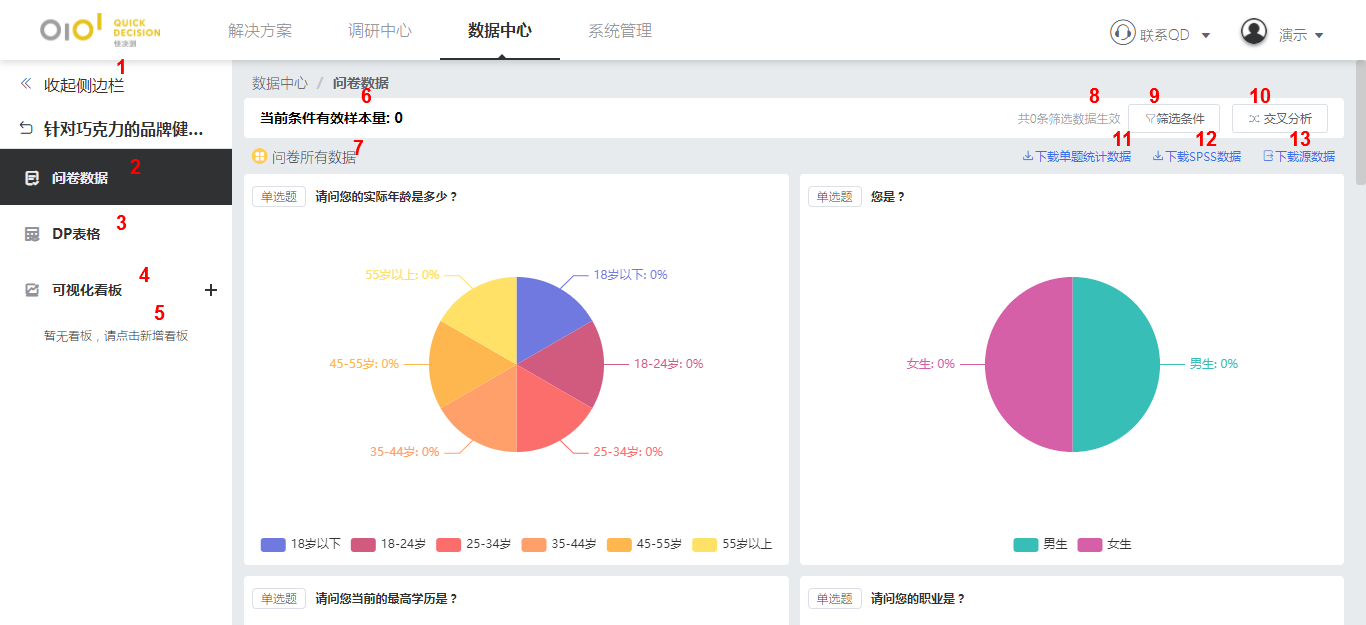 QUICK
DECISION
快决测
解决方案
调研中心
数据中心
系统管理
联系QD
演示
1
收起侧边栏
针对巧克力的品牌健...
2
问卷数据
3
DP表格
4
可视化看板
+
5
暂无看板，请点击新增看板
数据中心 / 问卷数据
6
当前条件有效样本量: 0
8
共0条筛选数据生效
9
筛选条件
10
交叉分析
7
问卷所有数据
11
下载单题统计数据
12
下载SPSS数据
13
下载源数据
单选题 请问您的实际年龄是多少？
55岁以上: 0%
18岁以下: 0%
45-55岁: 0%
18-24岁: 0%
35-44岁: 0%
25-34岁: 0%
18岁以下 18-24岁 25-34岁 35-44岁 45-55岁 55岁以上
单选题 您是？
女生: 0%
男生: 0%
男生 女生
单选题 请问您当前的最高学历是？
单选题 请问您的职业是？